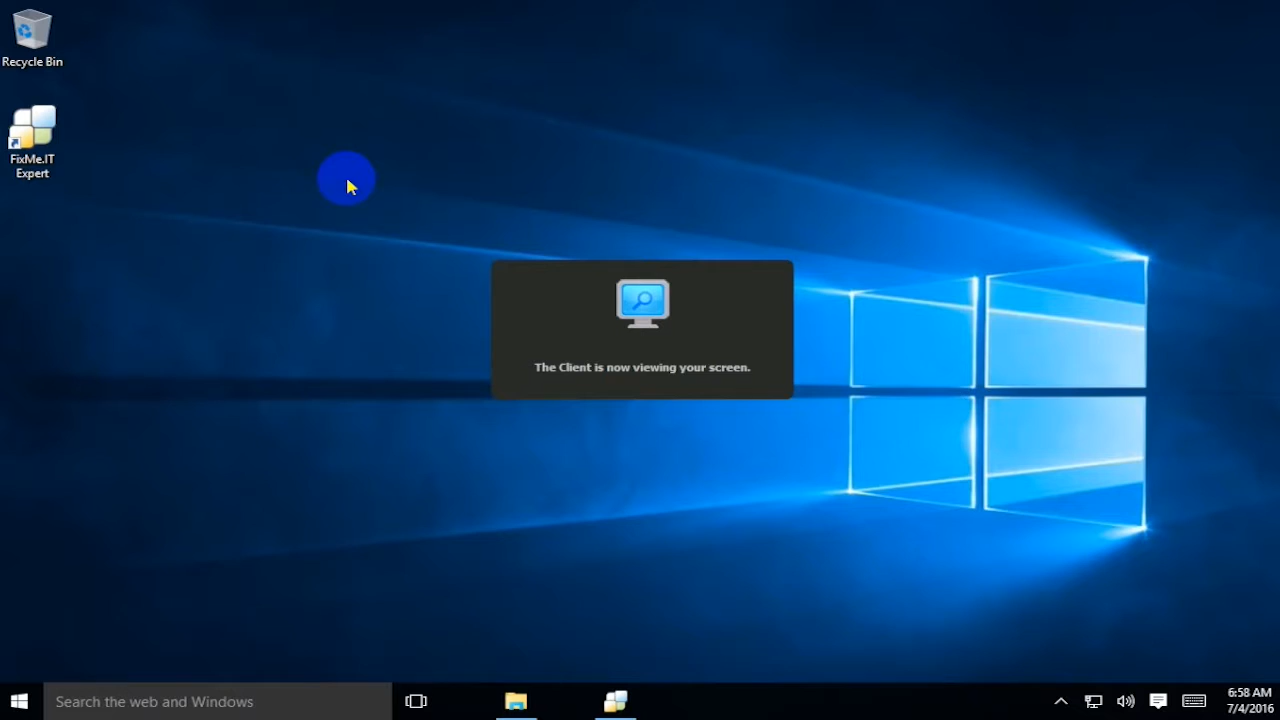 Recycle Bin
FixMe.IT
Expert
The Client is now viewing your screen.
Search the web and Windows
6:58 AM
7/4/2016